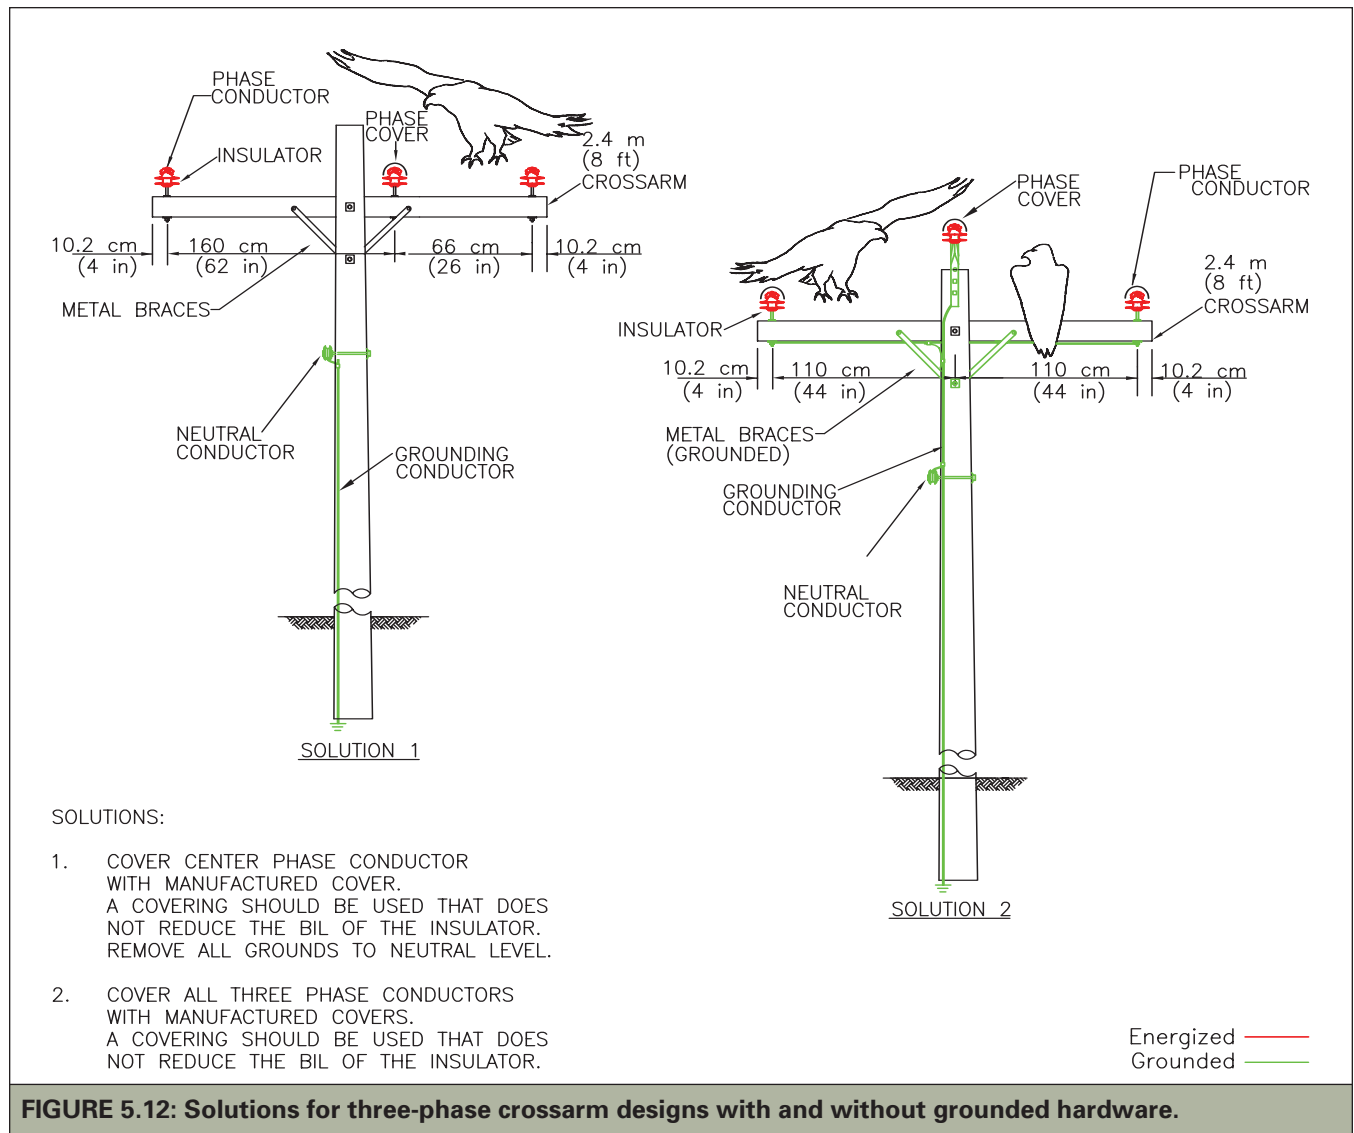 PHASE
CONDUCTOR
INSULATOR
PHASE
COVER
2.4 m
(8 ft)
CROSSARM
10.2 cm
(4 in)
160 cm
(62 in)
66 cm
(26 in)
10.2 cm
(4 in)
METAL BRACES
NEUTRAL
CONDUCTOR
GROUNDING
CONDUCTOR
SOLUTION 1
PHASE
COVER
PHASE
CONDUCTOR
2.4 m
(8 ft)
CROSSARM
INSULATOR
10.2 cm
(4 in)
110 cm
(44 in)
110 cm
(44 in)
10.2 cm
(4 in)
METAL BRACES
(GROUNDED)
GROUNDING
CONDUCTOR
NEUTRAL
CONDUCTOR
SOLUTION 2
SOLUTIONS:
1. COVER CENTER PHASE CONDUCTOR
WITH MANUFACTURED COVER.
A COVERING SHOULD BE USED THAT DOES
NOT REDUCE THE BIL OF THE INSULATOR.
REMOVE ALL GROUNDS TO NEUTRAL LEVEL.
2. COVER ALL THREE PHASE CONDUCTORS
WITH MANUFACTURED COVERS.
A COVERING SHOULD BE USED THAT DOES
NOT REDUCE THE BIL OF THE INSULATOR.
Energized
Grounded
FIGURE 5.12: Solutions for three-phase crossarm designs with and without grounded hardware.